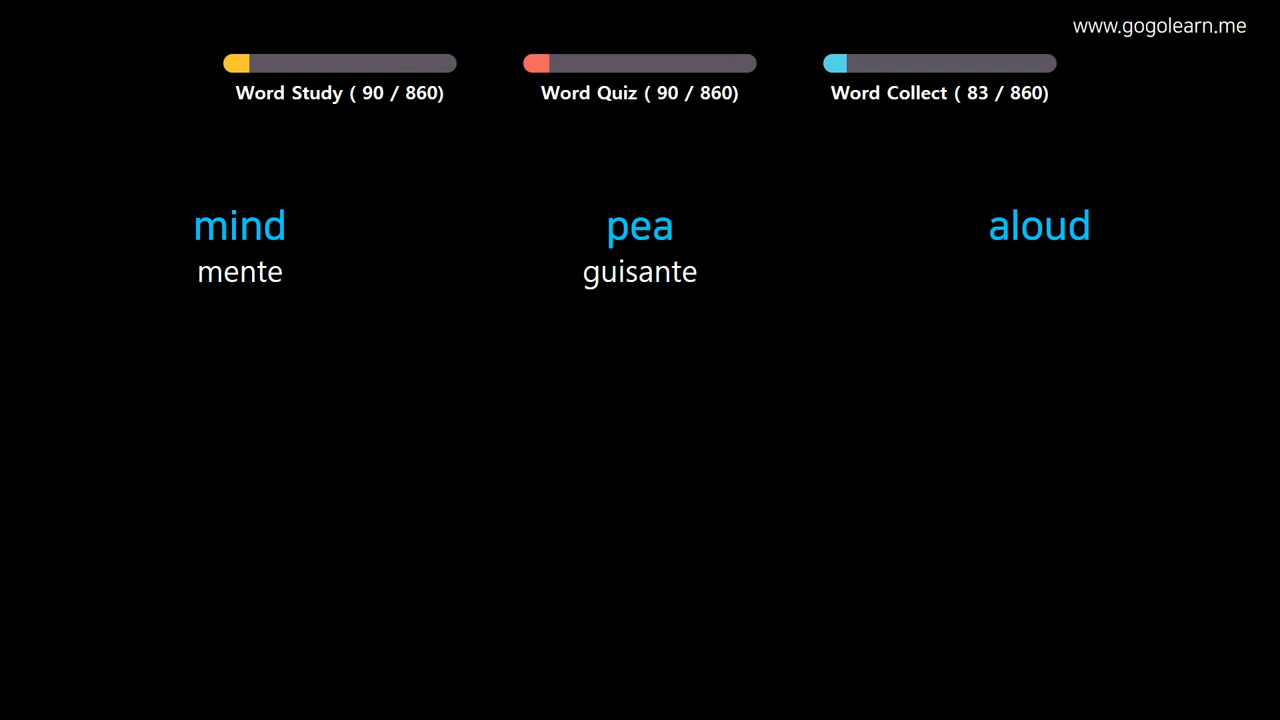 www.gogolearn.me
Word Study ( 90 / 860)
Word Quiz ( 90 / 860)
Word Collect ( 83 / 860)
mind
pea
aloud
mente
guisante